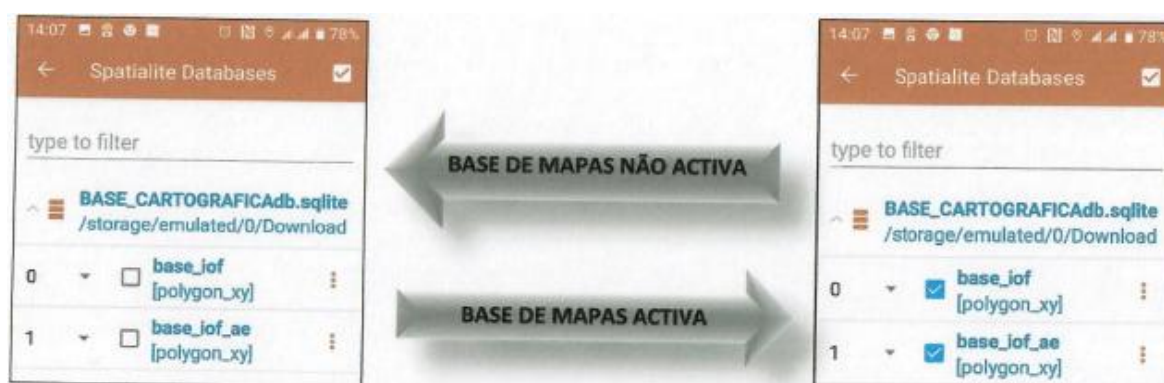 14:07
78%
Spatialite Databases
type to filter
BASE_CARTOGRAFICAdb.sqlite
/storage/emulated/0/Download
0
base_iof
[polygon_xy]
1
base_iof_ae
[polygon_xy]
BASE DE MAPAS NÃO ACTIVA
BASE DE MAPAS ACTIVA
14:07
78%
Spatialite Databases
type to filter
BASE_CARTOGRAFICAdb.sqlite
/storage/emulated/0/Download
0
base_iof
[polygon_xy]
1
base_iof_ae
[polygon_xy]